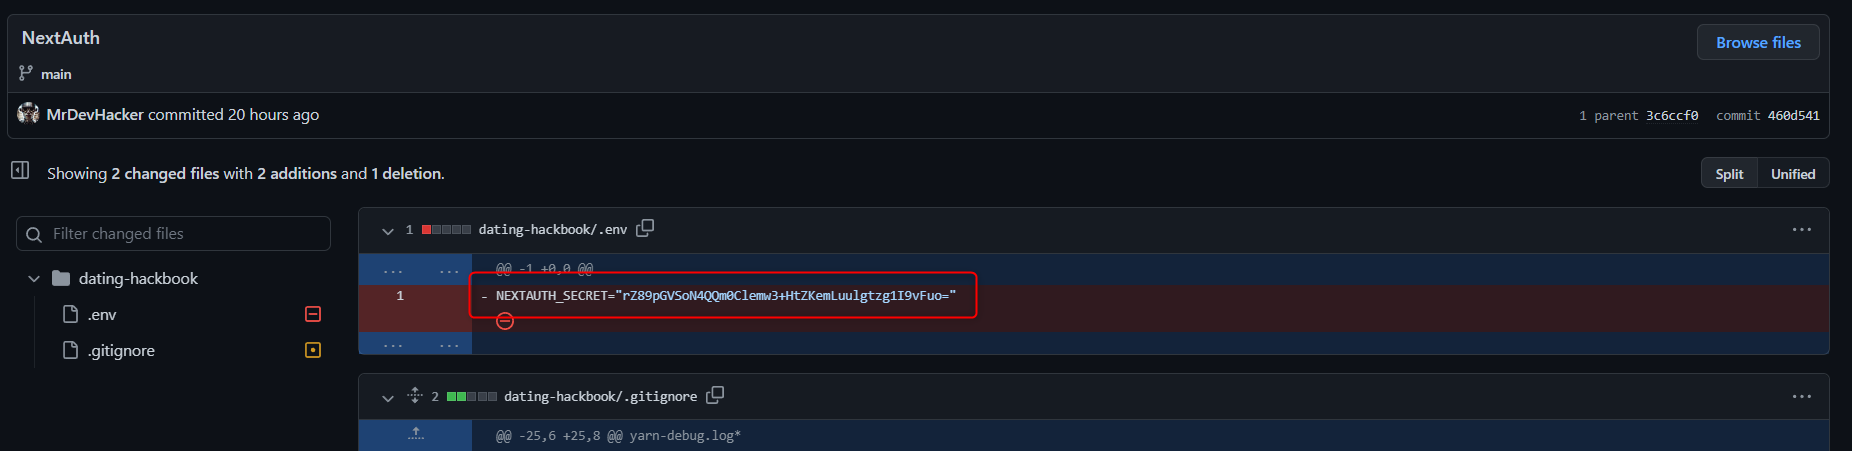 NextAuth
Browse files
main
MrDevHacker committed 20 hours ago
1 parent 3c6ccf0 commit 460d541
Showing 2 changed files with 2 additions and 1 deletion.
Split Unified
Filter changed files
dating-hackbook
.env
.gitignore
1 dating-hackbook/.env
... ... @@ -1 +0,0 @@
1 - NEXTAUTH_SECRET="rZ89pGVSoN4QQm0Clemw3+HtZKemLuulgtzg1I9vFuo="
... ...
2 dating-hackbook/.gitignore
@@ -25,6 +25,8 @@ yarn-debug.log*